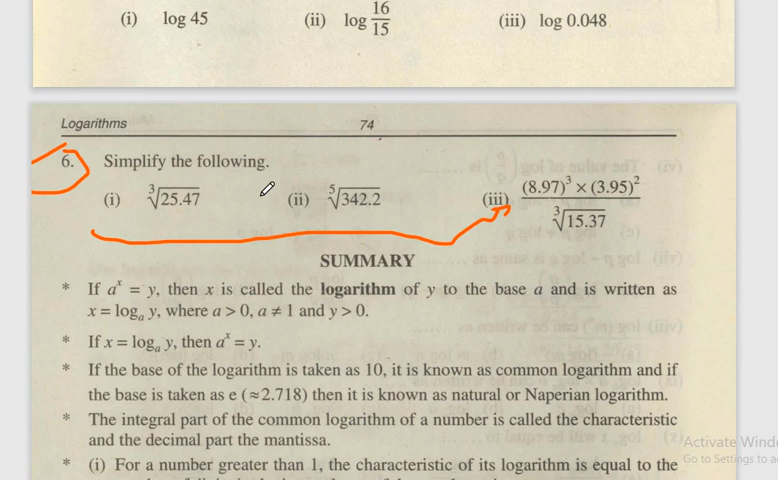 (i) log 45 (ii) log 16/15 (iii) log 0.048
Logarithms 74
6. Simplify the following.
(i) ∛25.47 (ii) ⁵√342.2 (iii) (8.97)³ × (3.95)² / ∛15.37
SUMMARY
* If aˣ = y, then x is called the logarithm of y to the base a and is written as
x = logₐ y, where a > 0, a ≠ 1 and y > 0.
* If x = logₐ y, then aˣ = y.
* If the base of the logarithm is taken as 10, it is known as common logarithm and if
the base is taken as e (≈2.718) then it is known as natural or Naperian logarithm.
* The integral part of the common logarithm of a number is called the characteristic
and the decimal part the mantissa.
* (i) For a number greater than 1, the characteristic of its logarithm is equal to the
Activate Wind
Go to Settings to a